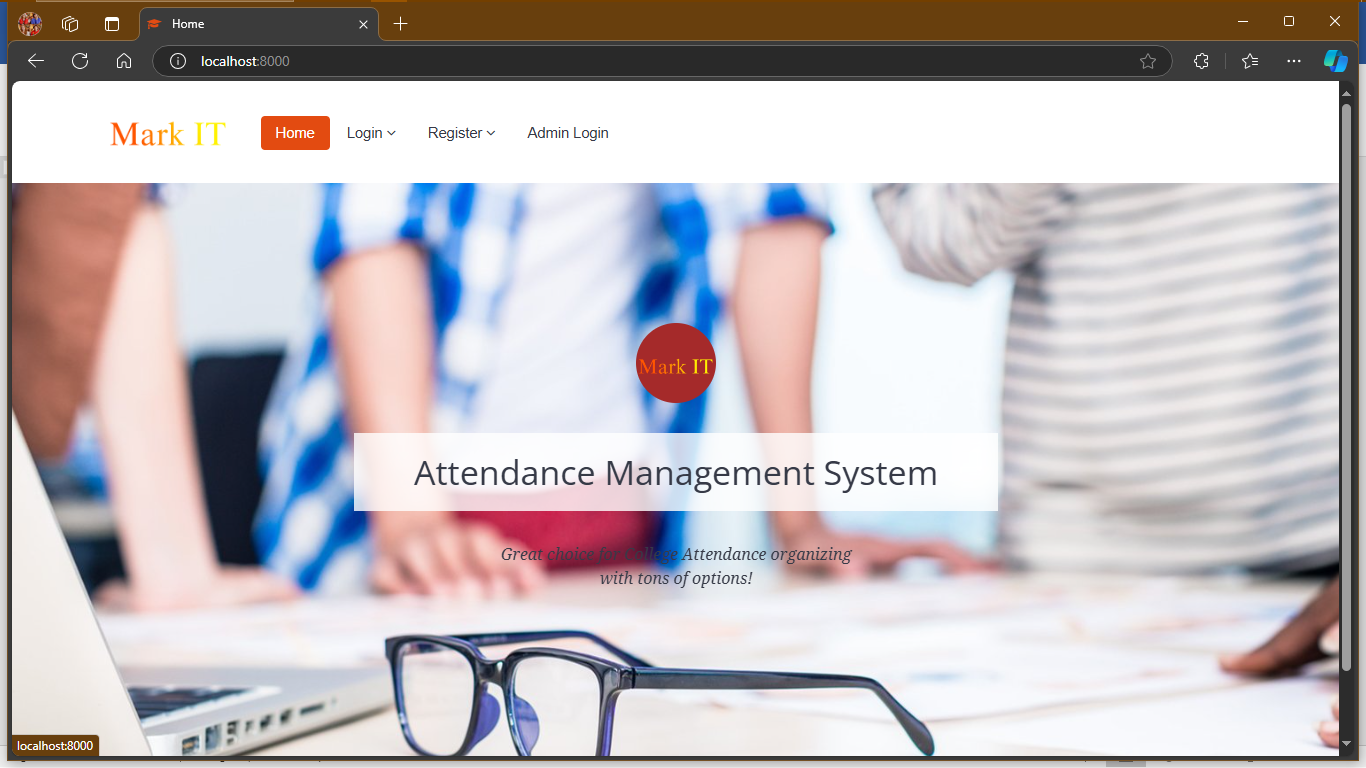 Home
localhost:8000
Mark IT
Home
Login
Register
Admin Login
Mark IT
Attendance Management System
Great choice for College Attendance organizing
with tons of options!
localhost:8000